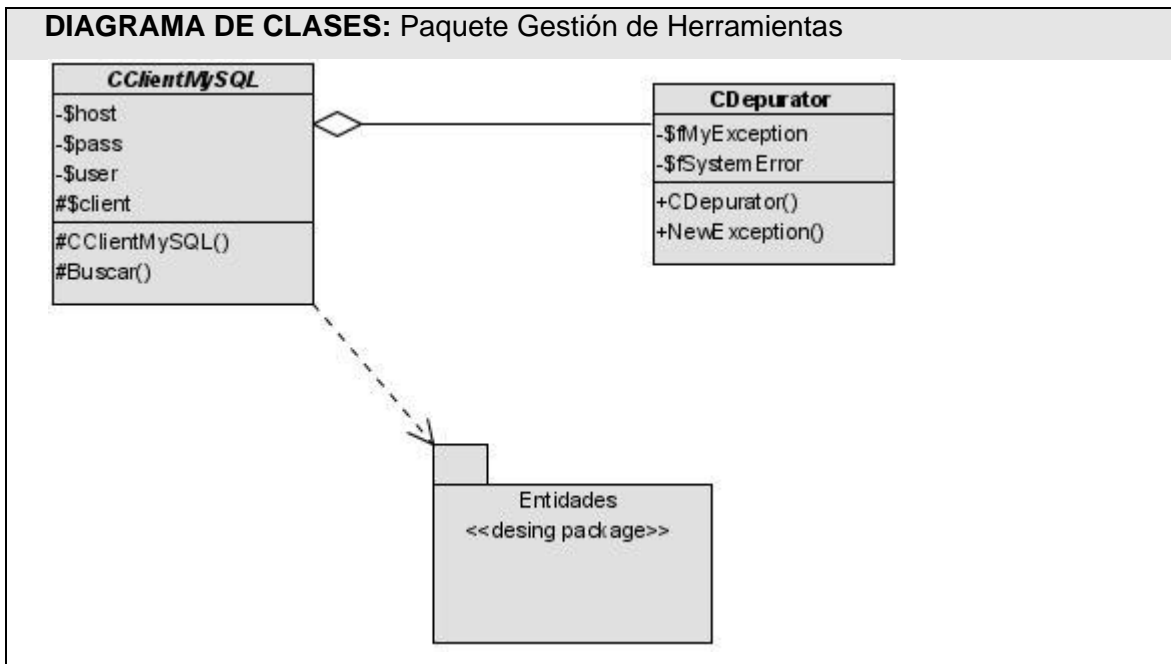 DIAGRAMA DE CLASES: Paquete Gestión de Herramientas
CClientMySQL
-$host
-$pass
-$user
#$client
#CClientMySQL()
#Buscar()
CDepurator
-$fMyException
-$fSystemError
+CDepurator()
+NewException()
Entidades
<<desing package>>